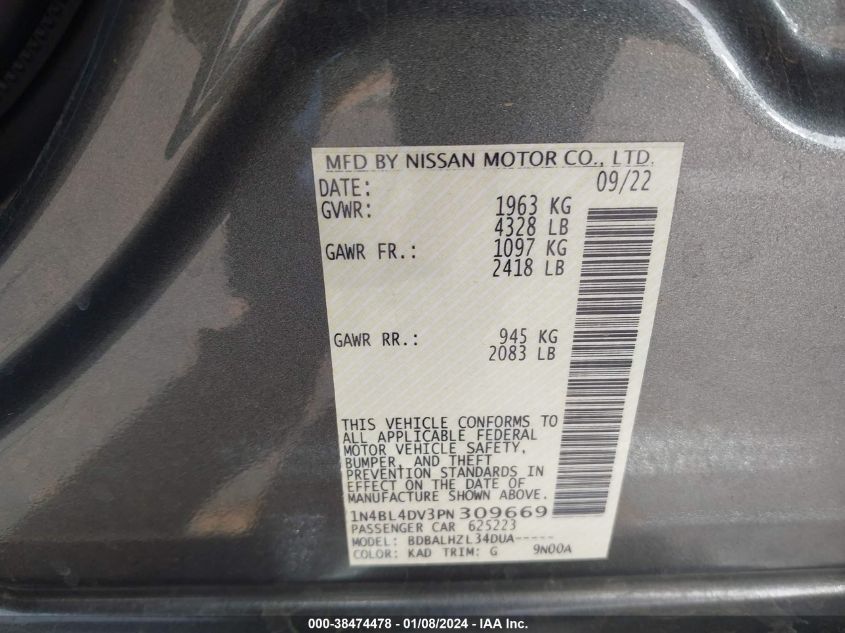 MFD BY NISSAN MOTOR CO., LTD.
DATE: 09/22
GVWR: 1963 KG
4328 LB
GAWR FR.: 1097 KG
2418 LB
GAWR RR.: 945 KG
2083 LB
THIS VEHICLE CONFORMS TO
ALL APPLICABLE FEDERAL
MOTOR VEHICLE SAFETY,
BUMPER, AND THEFT
PREVENTION STANDARDS IN
EFFECT ON THE DATE OF
MANUFACTURE SHOWN ABOVE.
1N4BL4DV3PN 309669
PASSENGER CAR 625223
MODEL: BDBALHZL34DUA-----
COLOR: KAD TRIM: G 9N00A
000-38474478 - 01/08/2024 - IAA Inc.